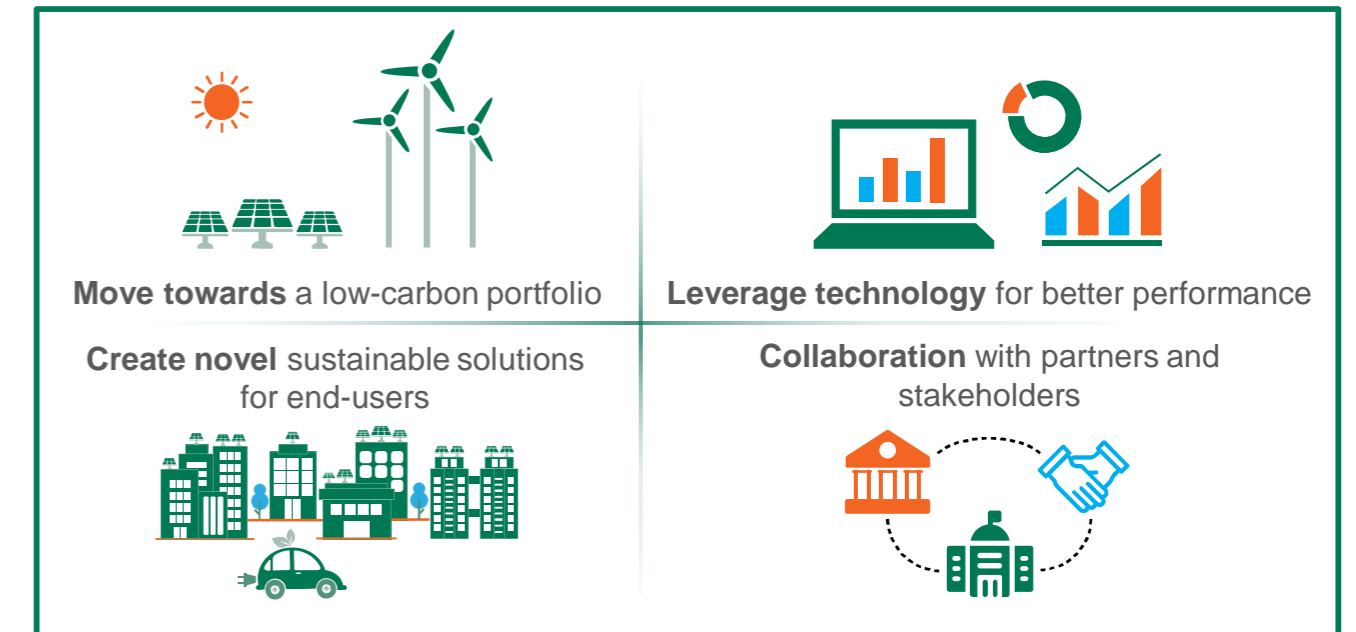 Move towards a low-carbon portfolio
Leverage technology for better performance
Create novel sustainable solutions
for end-users
Collaboration with partners and
stakeholders